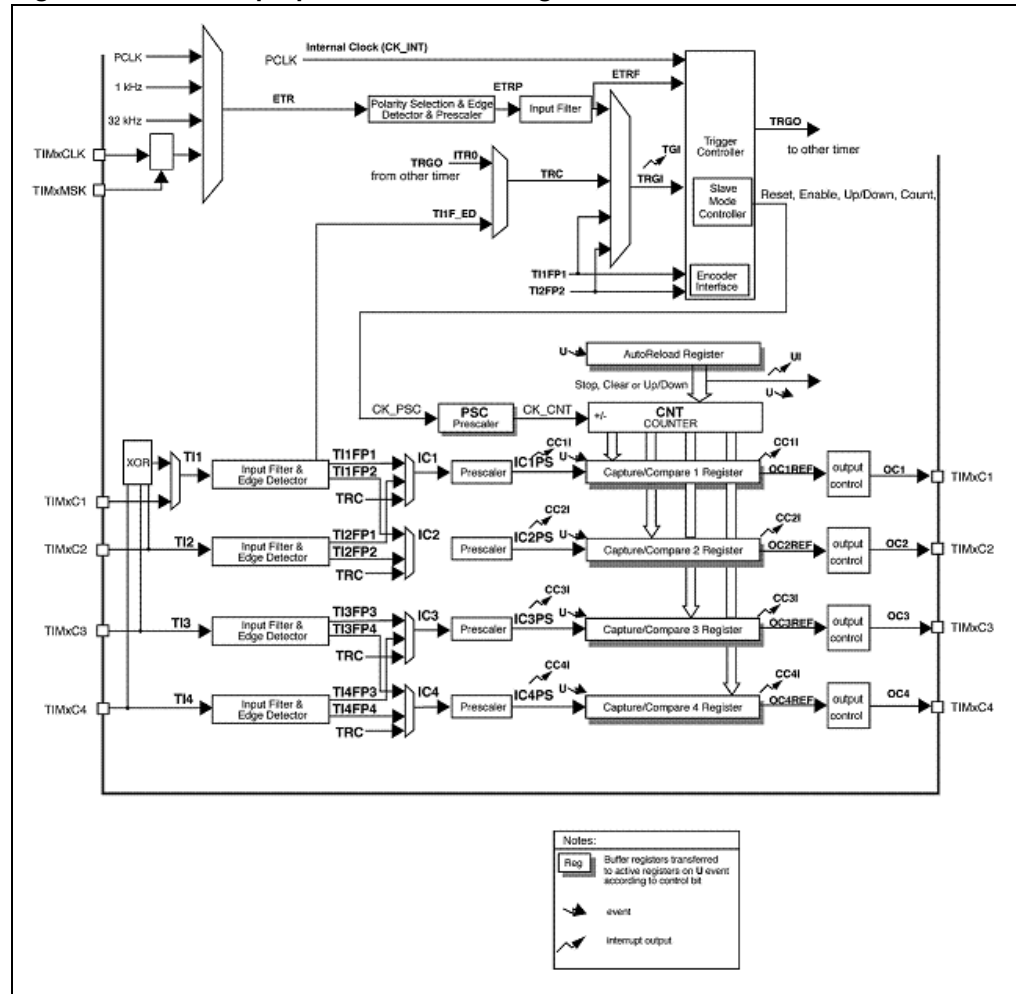 PCLK
1 kHz
32 kHz
TIMxCLK
TIMxMSK
ETR
PCLK
Internal Clock (CK_INT)
Polarity Selection & Edge
Detector & Prescaler
ETRP
Input Filter
ETRF
TRGO
ITR0
from other timer
TRC
TI1F_ED
TGI
TRGI
Trigger
Controller
TRGO
to other timer
Slave
Mode
Controller
Reset, Enable, Up/Down, Count,
TI1FP1
TI2FP2
Encoder
Interface
U
AutoReload Register
UI
Stop, Clear or Up/Down
U
CK_PSC
PSC
Prescaler
CK_CNT
+/-
CNT
COUNTER
XOR
TI1
TIMxC1
Input Filter &
Edge Detector
TI1FP1
TI1FP2
TRC
IC1
Prescaler
CC1I
IC1PS
U
Capture/Compare 1 Register
CC1I
OC1REF
output
control
OC1
TIMxC1
TIMxC2
TI2
Input Filter &
Edge Detector
TI2FP1
TI2FP2
TRC
IC2
Prescaler
CC2I
IC2PS
U
Capture/Compare 2 Register
CC2I
OC2REF
output
control
OC2
TIMxC2
TIMxC3
TI3
Input Filter &
Edge Detector
TI3FP3
TI3FP4
TRC
IC3
Prescaler
CC3I
IC3PS
U
Capture/Compare 3 Register
CC3I
OC3REF
output
control
OC3
TIMxC3
TIMxC4
TI4
Input Filter &
Edge Detector
TI4FP3
TI4FP4
TRC
IC4
Prescaler
CC4I
IC4PS
U
Capture/Compare 4 Register
CC4I
OC4REF
output
control
OC4
TIMxC4
Notes:
Reg
Buffer registers transferred
to active registers on U event
according to control bit
event
interrupt output